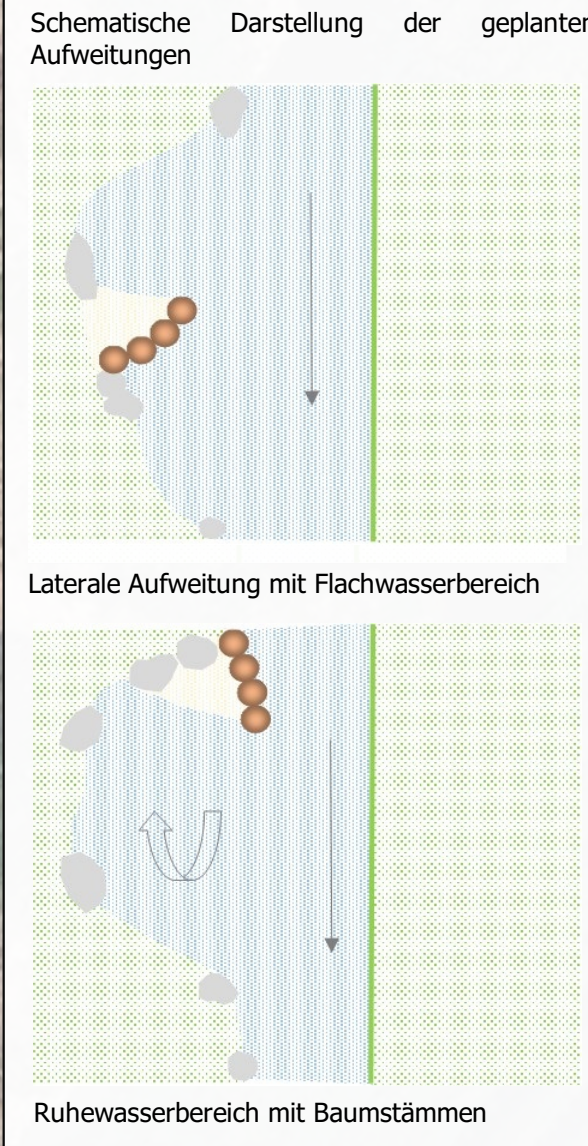 Schematische Darstellung der geplanten
Aufweitungen
Laterale Aufweitung mit Flachwasserbereich
Ruhewasserbereich mit Baumstämmen